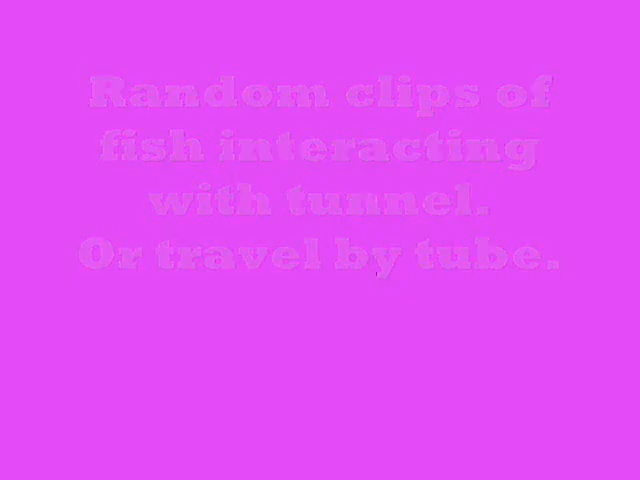 Random clips of
fish interacting
with tunnel.
Or travel by tube.